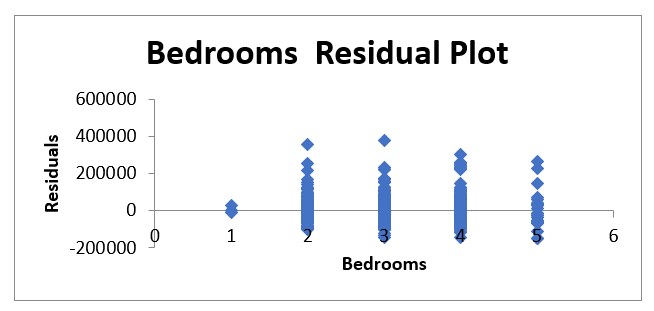 Bedrooms  Residual Plot
600000
400000
200000
0
-200000
0 1 2 3 4 5 6
Residuals
Bedrooms